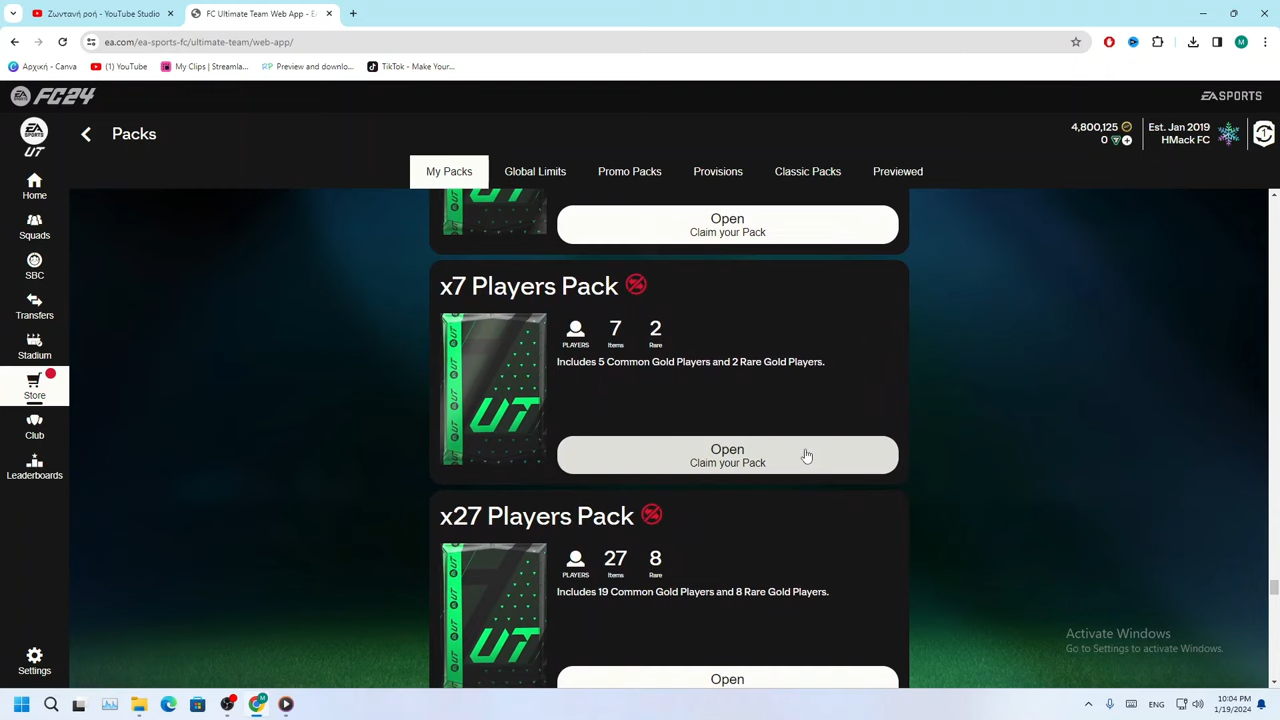 Ζωντανή ροή - YouTube Studio
FC Ultimate Team Web App - E
ea.com/ea-sports-fc/ultimate-team/web-app/
Αρχική - Canva
(1) YouTube
My Clips | Streamla...
Preview and downlo...
TikTok - Make Your...
FC24
EA SPORTS
Packs
4,800,125
0
Est. Jan 2019
HMack FC
1
EA SPORTS
UT
My Packs
Global Limits
Promo Packs
Provisions
Classic Packs
Previewed
Home
Squads
SBC
Transfers
Stadium
Store
Club
Leaderboards
Settings
Open
Claim your Pack
x7 Players Pack
UT
7
2
PLAYERS
Items
Rare
Includes 5 Common Gold Players and 2 Rare Gold Players.
Open
Claim your Pack
x27 Players Pack
UT
27
8
PLAYERS
Items
Rare
Includes 19 Common Gold Players and 8 Rare Gold Players.
Open
Activate Windows
Go to Settings to activate Windows.
ENG
10:04 PM
1/19/2024